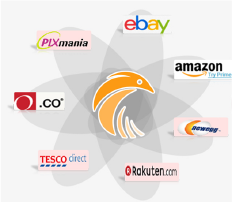 ebay
PIXmania
amazon
Try Prime
O.co
newegg
TESCO direct
Rakuten.com